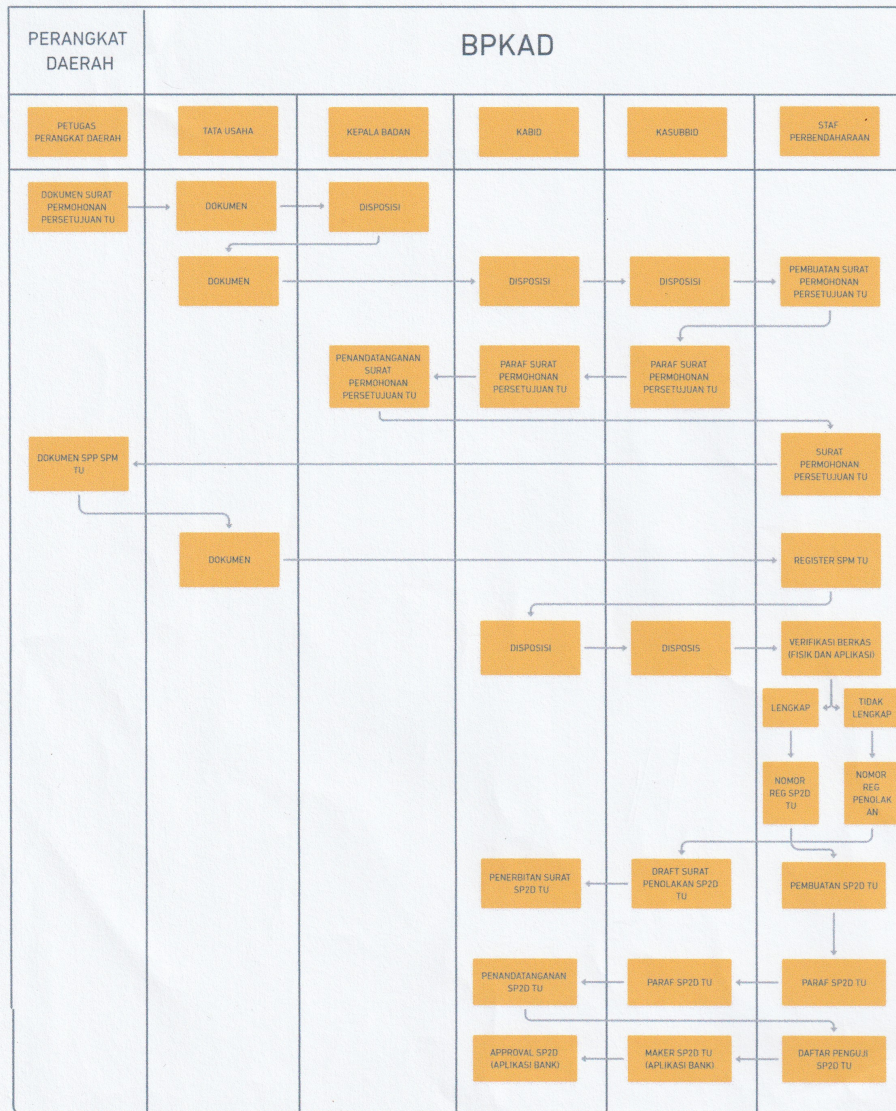 PERANGKAT
DAERAH
BPKAD
PETUGAS
PERANGKAT DAERAH
TATA USAHA
KEPALA BADAN
KABID
KASUBBID
STAF
PERBENDAHARAAN
DOKUMEN SURAT
PERMOHONAN
PERSETUJUAN TU
DOKUMEN
DISPOSISI
DOKUMEN
DISPOSISI
DISPOSISI
PEMBUATAN SURAT
PERMOHONAN
PERSETUJUAN TU
PENANDATANGANAN
SURAT
PERMOHONAN
PERSETUJUAN TU
PARAF SURAT
PERMOHONAN
PERSETUJUAN TU
PARAF SURAT
PERMOHONAN
PERSETUJUAN TU
DOKUMEN SPP SPM
TU
SURAT
PERMOHONAN
PERSETUJUAN TU
DOKUMEN
REGISTER SPM TU
DISPOSISI
DISPOSIS
VERIFIKASI BERKAS
(FISIK DAN APLIKASI)
LENGKAP
TIDAK
LENGKAP
NOMOR
REG SP2D
TU
NOMOR
REG
PENOLAK
AN
PENERBITAN SURAT
SP2D TU
DRAFT SURAT
PENOLAKAN SP2D
TU
PEMBUATAN SP2D TU
PENANDATANGANAN
SP2D TU
PARAF SP2D TU
PARAF SP2D TU
APPROVAL SP2D
(APLIKASI BANK)
MAKER SP2D TU
(APLIKASI BANK)
DAFTAR PENGUJI
SP2D TU